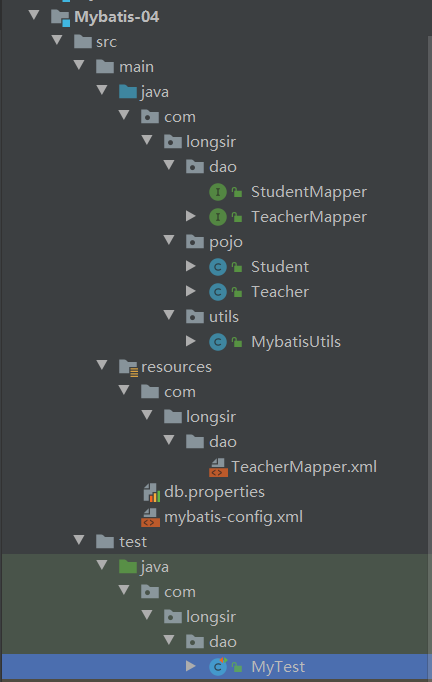 Mybatis-04
src
main
java
com
longsir
dao
StudentMapper
TeacherMapper
pojo
Student
Teacher
utils
MybatisUtils
resources
com
longsir
dao
TeacherMapper.xml
db.properties
mybatis-config.xml
test
java
com
longsir
dao
MyTest